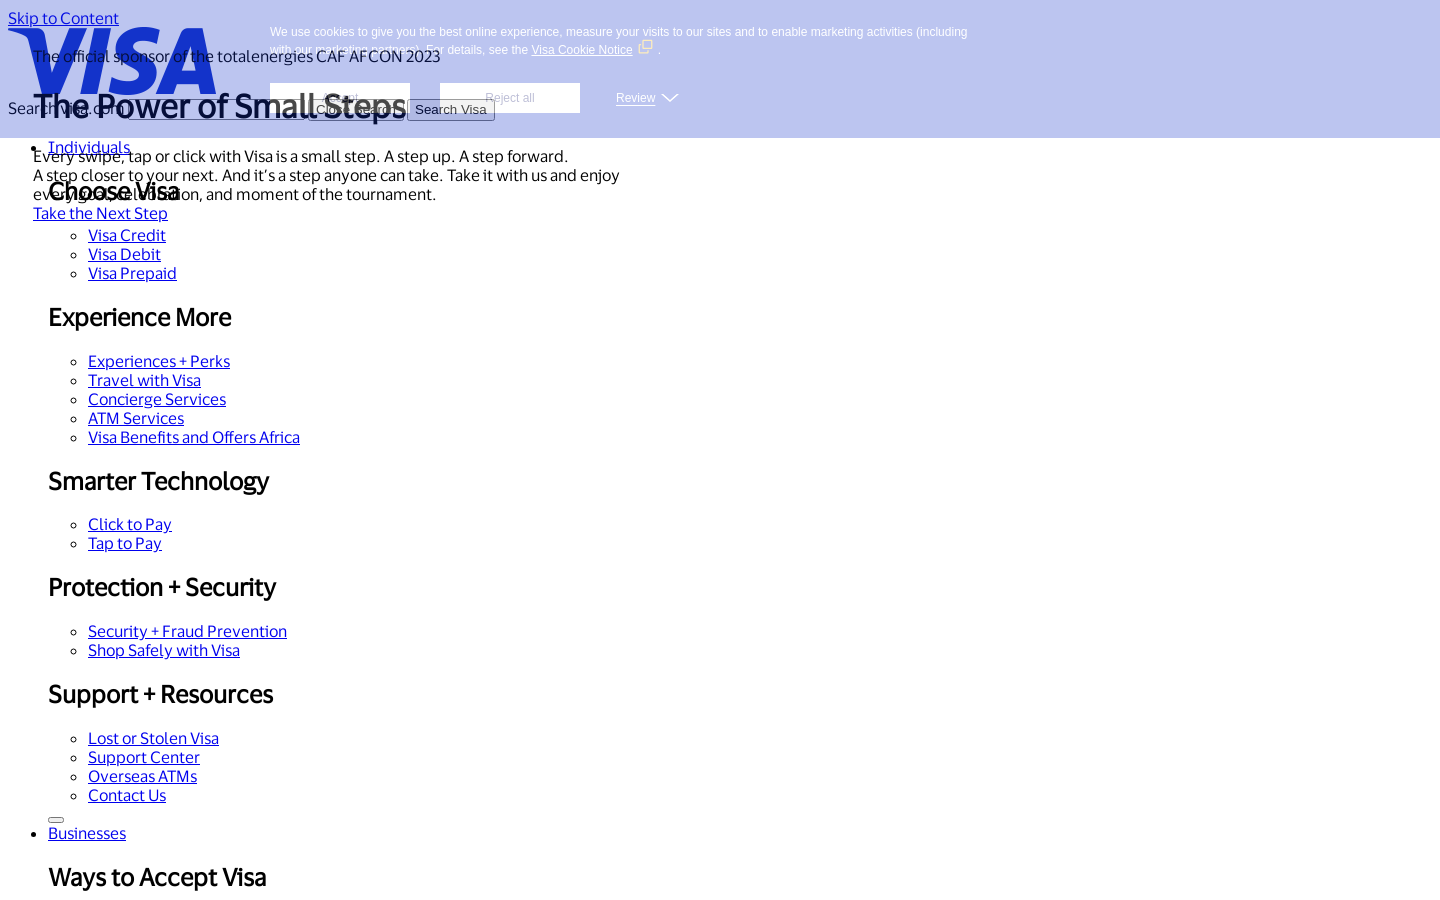 Skip to Content
VISA
We use cookies to give you the best online experience, measure your visits to our sites and to enable marketing activities (including
with our marketing partners). For details, see the Visa Cookie Notice .
The official sponsor of the totalenergies CAF AFCON 2023
Accept
Reject all
Review
The Power of Small Steps
Search visa.com
Close Search
Search Visa
Individuals
Every swipe, tap or click with Visa is a small step. A step up. A step forward.
A step closer to your next. And it’s a step anyone can take. Take it with us and enjoy
every goal, celebration, and moment of the tournament.
Take the Next Step
Choose Visa
Visa Credit
Visa Debit
Visa Prepaid
Experience More
Experiences + Perks
Travel with Visa
Concierge Services
ATM Services
Visa Benefits and Offers Africa
Smarter Technology
Click to Pay
Tap to Pay
Protection + Security
Security + Fraud Prevention
Shop Safely with Visa
Support + Resources
Lost or Stolen Visa
Support Center
Overseas ATMs
Contact Us
Businesses
Ways to Accept Visa